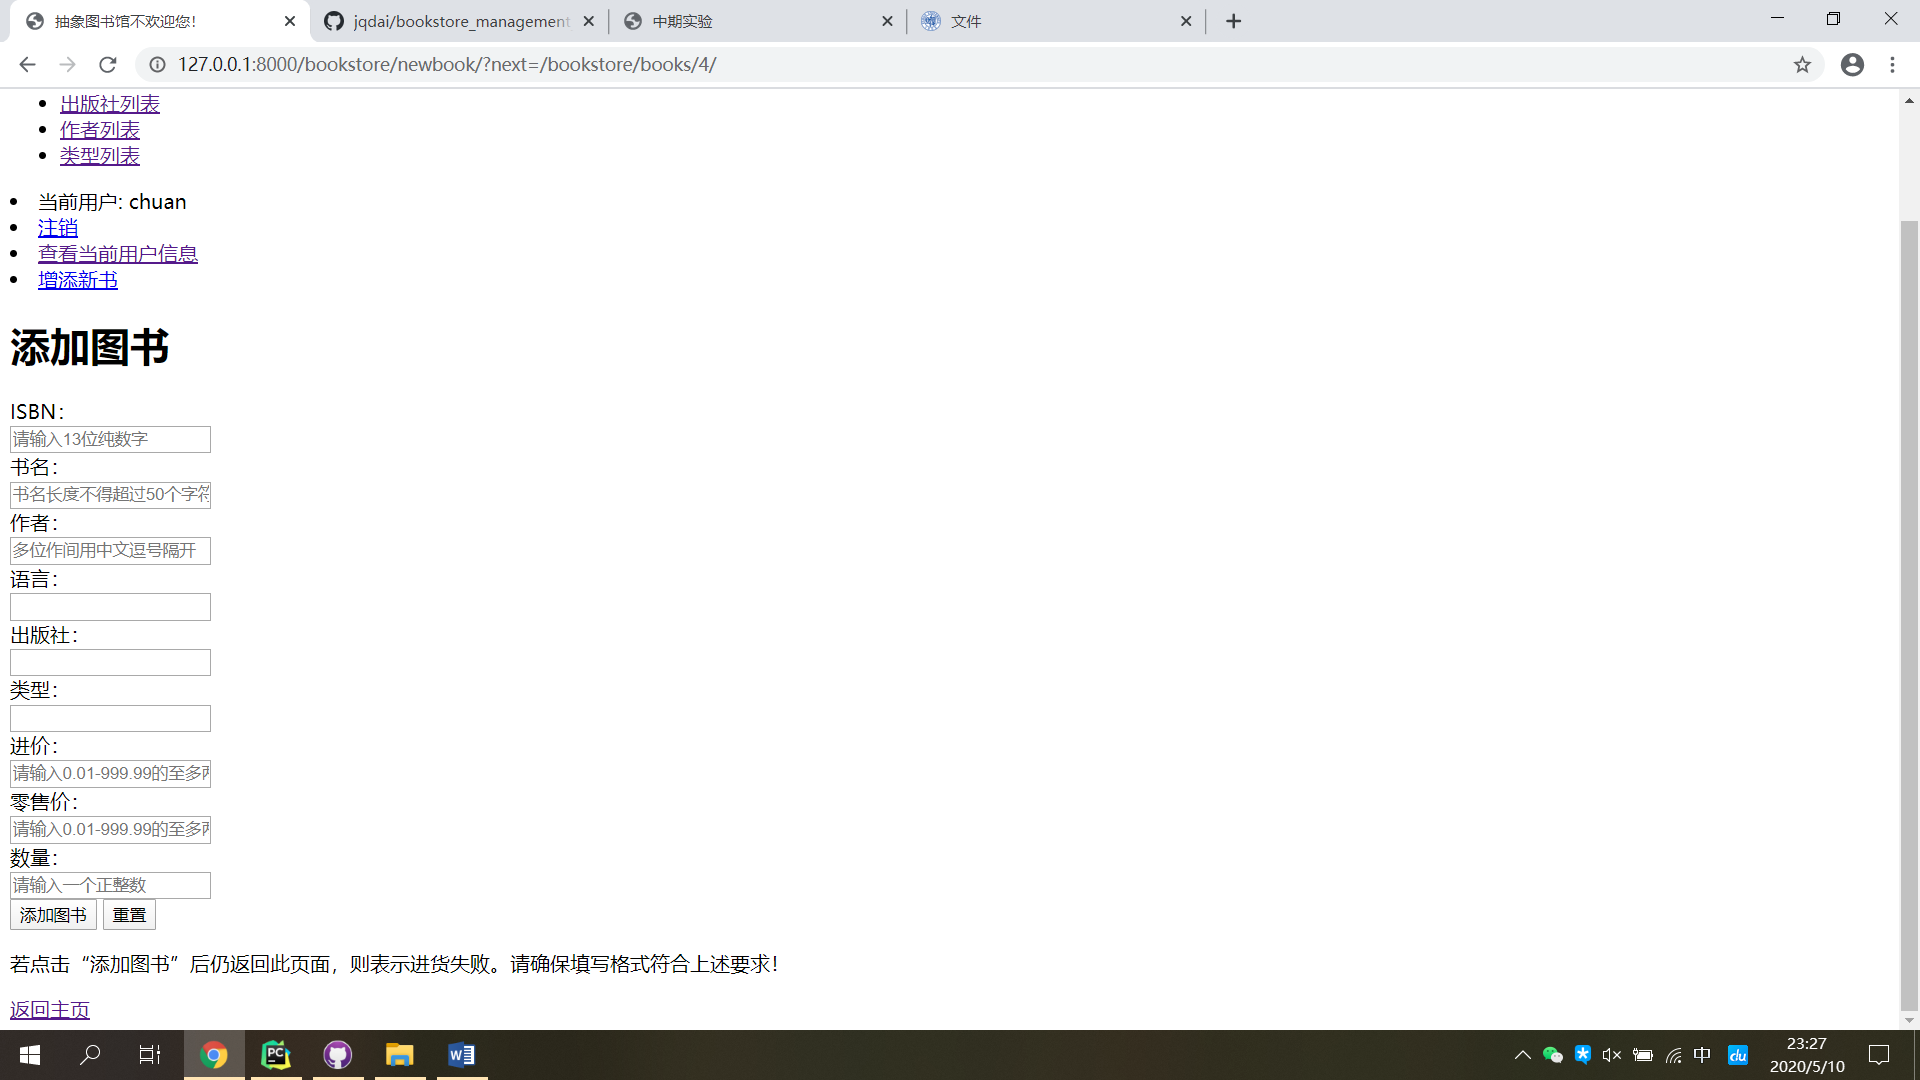 抽象图书馆不欢迎您！
jqdai/bookstore_management
中期实验
文件
127.0.0.1:8000/bookstore/newbook/?next=/bookstore/books/4/
出版社列表
作者列表
类型列表
当前用户: chuan
注销
查看当前用户信息
增添新书
添加图书
ISBN：
请输入13位纯数字
书名：
书名长度不得超过50个字符
作者：
多位作间用中文逗号隔开
语言：
出版社：
类型：
进价：
请输入0.01-999.99的至多两
零售价：
请输入0.01-999.99的至多两
数量：
请输入一个正整数
添加图书 重置
若点击“添加图书”后仍返回此页面，则表示进货失败。请确保填写格式符合上述要求！
返回主页
PC
W
中
du
23:27
2020/5/10